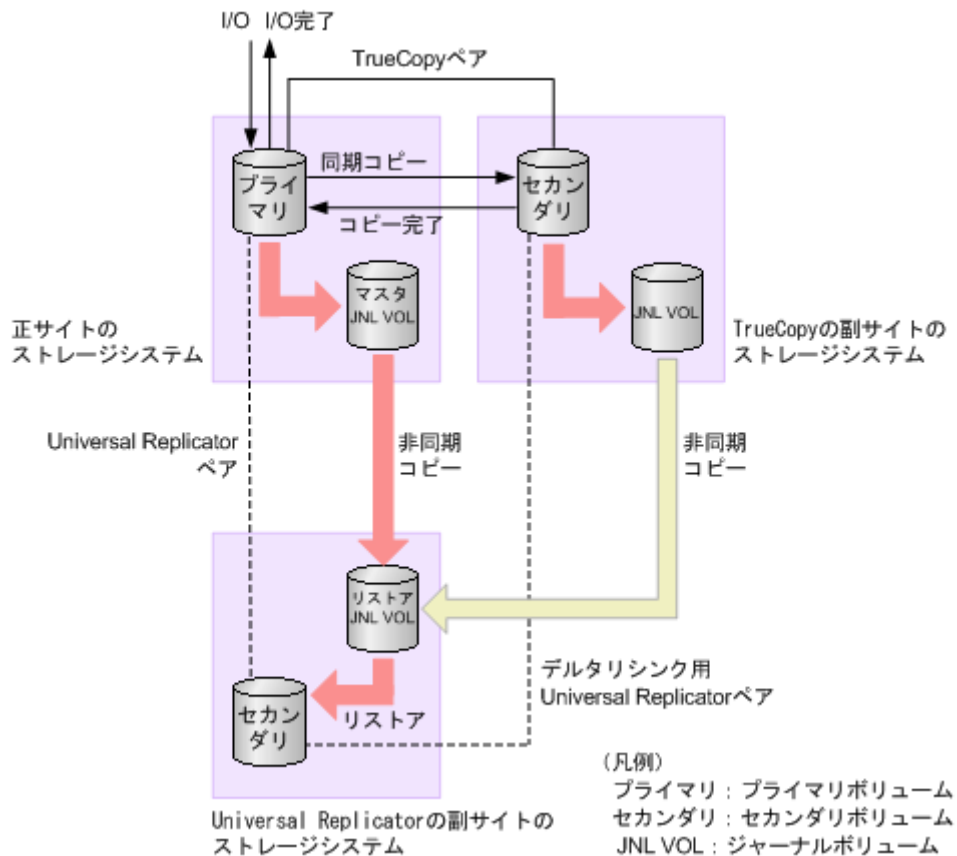 I/O I/O完了
TrueCopyペア
プライ
マリ
同期コピー
コピー完了
セカン
ダリ
マスタ
JNL VOL
JNL VOL
正サイトの
ストレージシステム
TrueCopyの副サイトの
ストレージシステム
Universal Replicator
ペア
非同期
コピー
非同期
コピー
リストア
JNL VOL
リストア
セカン
ダリ
デルタリシンク用
Universal Replicatorペア
Universal Replicatorの副サイトの
ストレージシステム
(凡例)
プライマリ:プライマリボリューム
セカンダリ:セカンダリボリューム
JNL VOL:ジャーナルボリューム